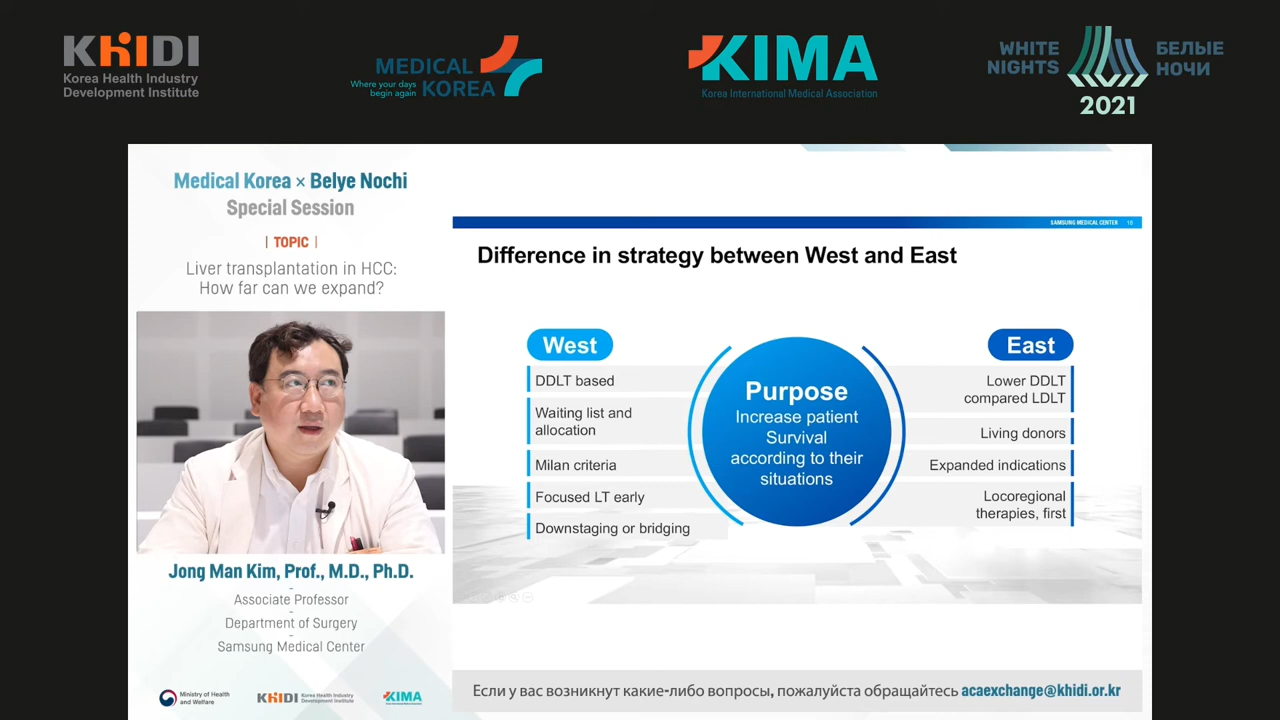 KHIDI
Korea Health Industry
Development Institute
MEDICAL
KOREA
Where your days
begin again
KIMA
Korea International Medical Association
WHITE
NIGHTS
БЕЛЫЕ
НОЧИ
2021
Medical Korea × Belye Nochi
Special Session
| TOPIC |
Liver transplantation in HCC:
How far can we expand?
Jong Man Kim, Prof., M.D., Ph.D.
Associate Professor
Department of Surgery
Samsung Medical Center
Ministry of Health
and Welfare
KHIDI
Korea Health Industry
Development Institute
KIMA
SAMSUNG MEDICAL CENTER
Difference in strategy between West and East
West
DDLT based
Waiting list and
allocation
Milan criteria
Focused LT early
Downstaging or bridging
Purpose
Increase patient
Survival
according to their
situations
East
Lower DDLT
compared LDLT
Living donors
Expanded indications
Locoregional
therapies, first
Если у вас возникнут какие-либо вопросы, пожалуйста обращайтесь acaexchange@khidi.or.kr